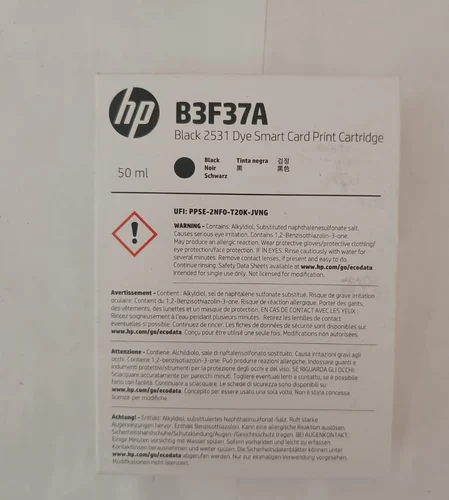 hp
B3F37A
Black 2531 Dye Smart Card Print Cartridge
50 ml
Black Tinta negra 검정
Noir 黒 黑色
Schwarz
UFI: PPSE-2NF0-T20K-JVNG
WARNING - Contains: Alkyldiol, Substituted naphthalenesulfonate salt.
Causes serious eye irritation. Contains 1,2-Benzisothiazolin-3-one.
May produce an allergic reaction. Wear protective gloves/protective clothing/
eye protection/face protection. IF IN EYES: Rinse cautiously with water for
several minutes. Remove contact lenses, if present and easy to do.
Continue rinsing. Safety Data Sheets available at www.hp.com/go/ecodata
Intended for single use only. Not licensed for modification.
Avertissement - Contient: Alkyldiol, sel de naphtalène sulfonate substitué. Risque de grave irritation
oculaire. Contient du 1,2-Benzisothiazolin-3-one. Risque de réaction allergique. Porter des gants,
des vêtements, des lunettes et un masque de protection. EN CAS DE CONTACT AVEC LES YEUX :
Rincez soigneusement à l'eau pendant plusieurs minutes. Retirez les lentilles de contact
éventuelles si possible. Continuez de rincer. Les fiches de données de sécurité sont disponibles sur
www.hp.com/go/ecodata. Conçu pour être utilisé une seule fois. Modifications non autorisées.
Attenzione - Contiene: Alchildiolo, sale di naftalensolfonato sostituito. Causa irritazioni gravi agli
occhi. Contiene 1,2-Benzisothiazolin-3-one. Può produrre reazioni allergiche. Indossare guanti e
indumenti protettivi/strumenti per la protezione degli occhi e del viso. SE RIGUARDA GLI OCCHI:
Sciacquare accuratamente per parecchi minuti. Togliere eventuali lenti a contatto, se è possibile
farlo con facilità. Continuare a sciacquare. Le schede di sicurezza sono disponibili su
www.hp.com/go/ecodata. Concepito per essere usato una sola volta. Non è stata concessa
licenza per modifiche.
Achtung! - Enthält: Alkyldiol, substituiertes Naphthalinsulfonat-Salt. Ruft starke
Augenreizungen hervor. Enthält Benzisothiazolinon. Kann eine allergische Reaktion auslösen.
Sicherheitshandschuhe/Schutzkleidung/Augen-/Gesichtsschutz tragen. BEI AUGENKONTAKT:
Einige Minuten vorsichtig mit Wasser spülen. Sofern vorhanden und leicht zu erfassen
Kontaktlinsen herausnehmen und weiter spülen. Die Sicherheitsdatenblätter können unter
www.hp.com/go/ecodata abgerufen werden. Nur zur einmaligen Verwendung vorgesehen.
Modifikationen nicht lizenziert.